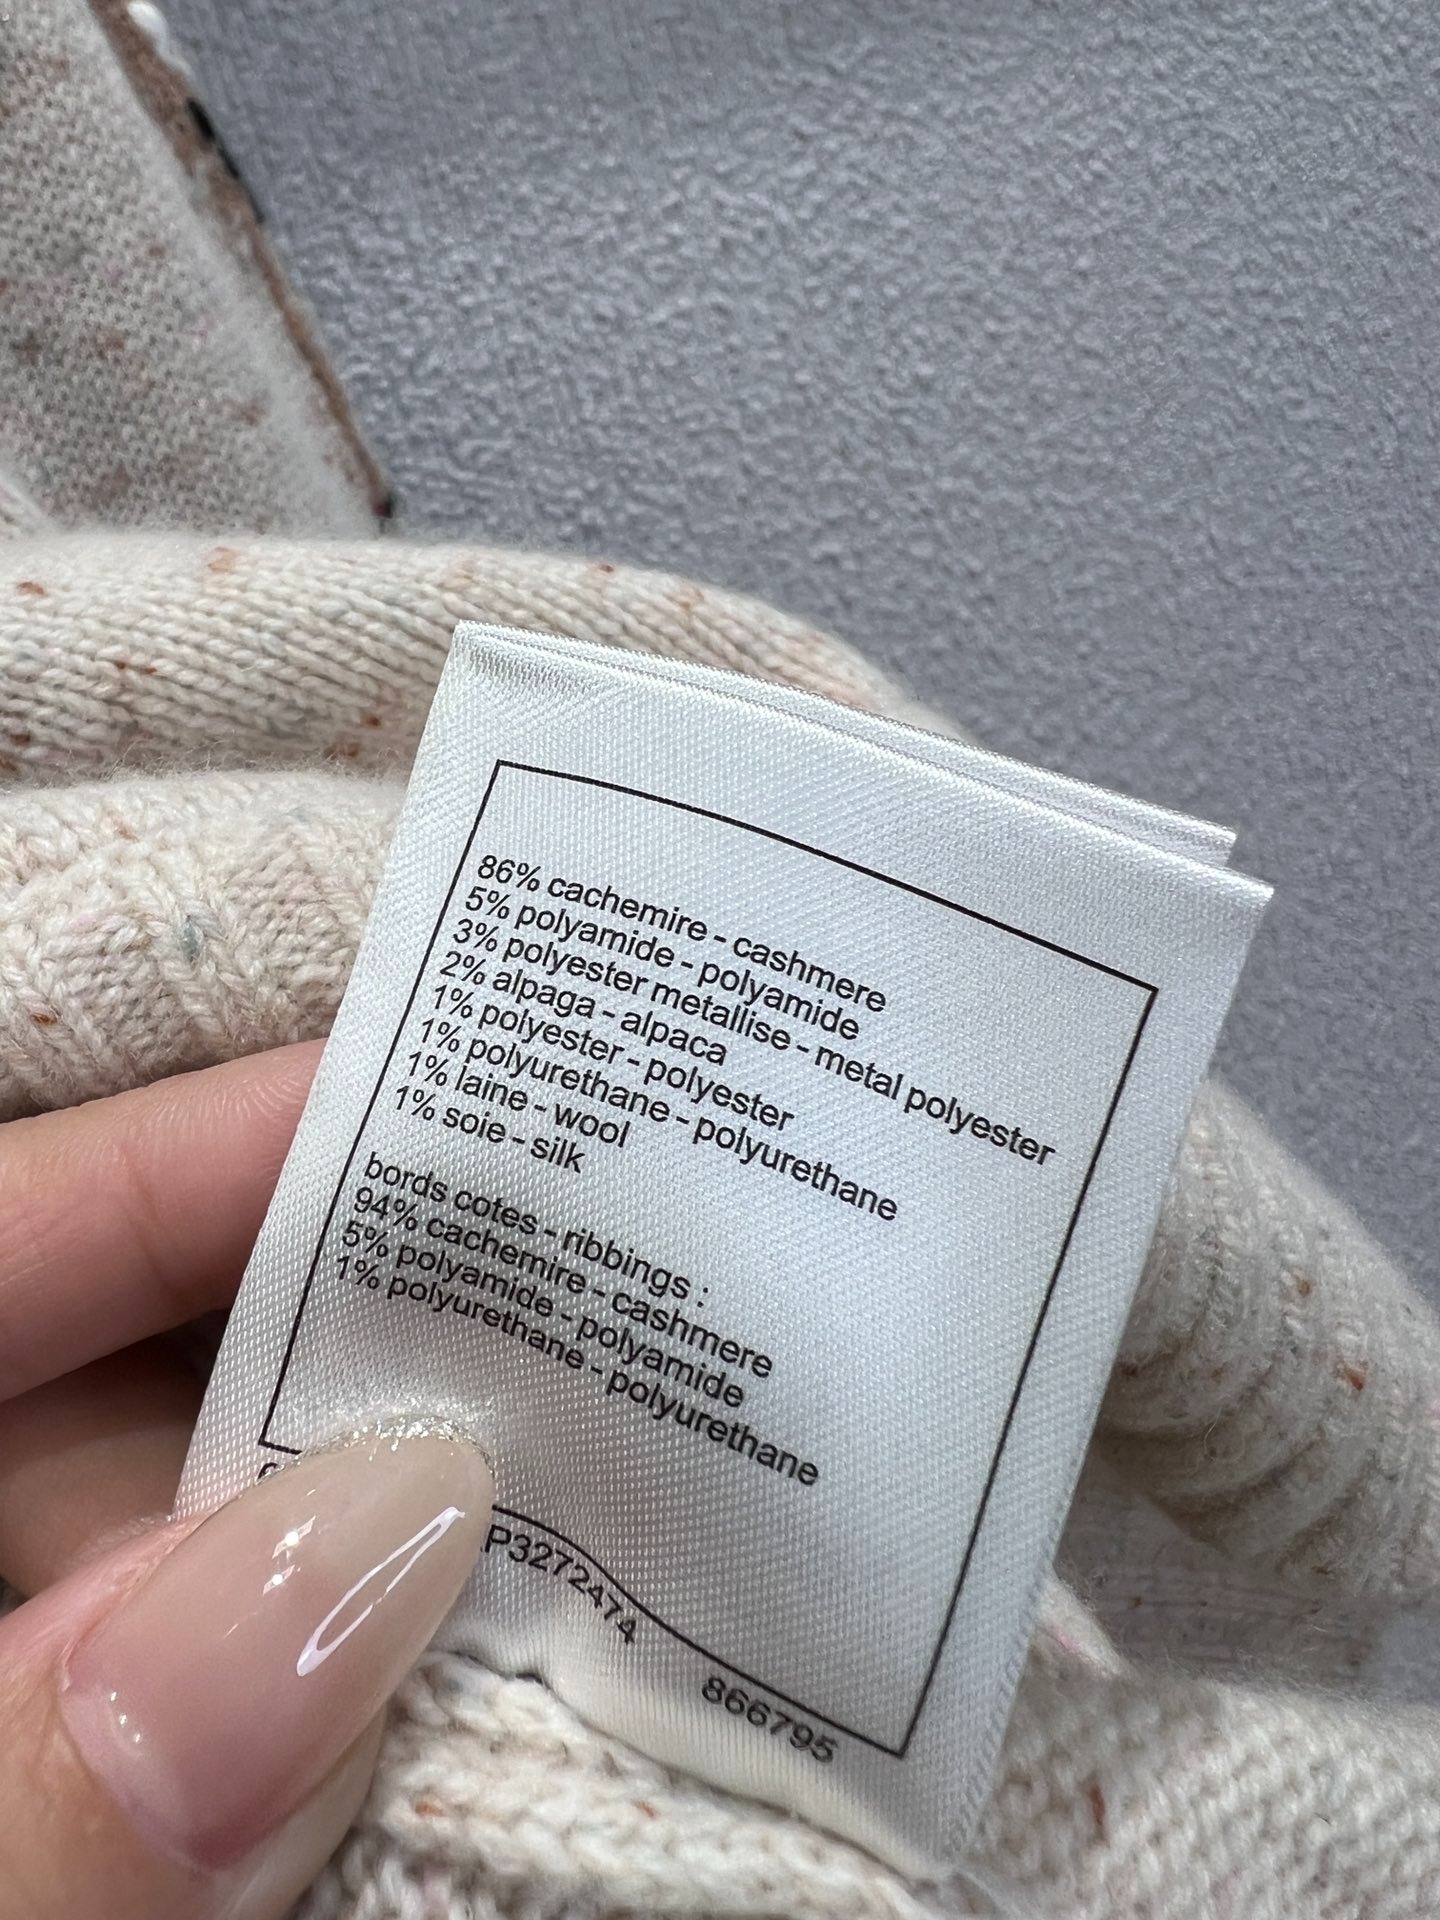 86% cachemire - cashmere
5% polyamide - polyamide
3% polyester metallise - metal polyester
2% alpaga - alpaca
1% polyester - polyester
1% polyurethane - polyurethane
1% laine - wool
1% soie - silk
bords cotes - ribbings :
94% cachemire - cashmere
5% polyamide - polyamide
1% polyurethane - polyurethane
P3272474 866795